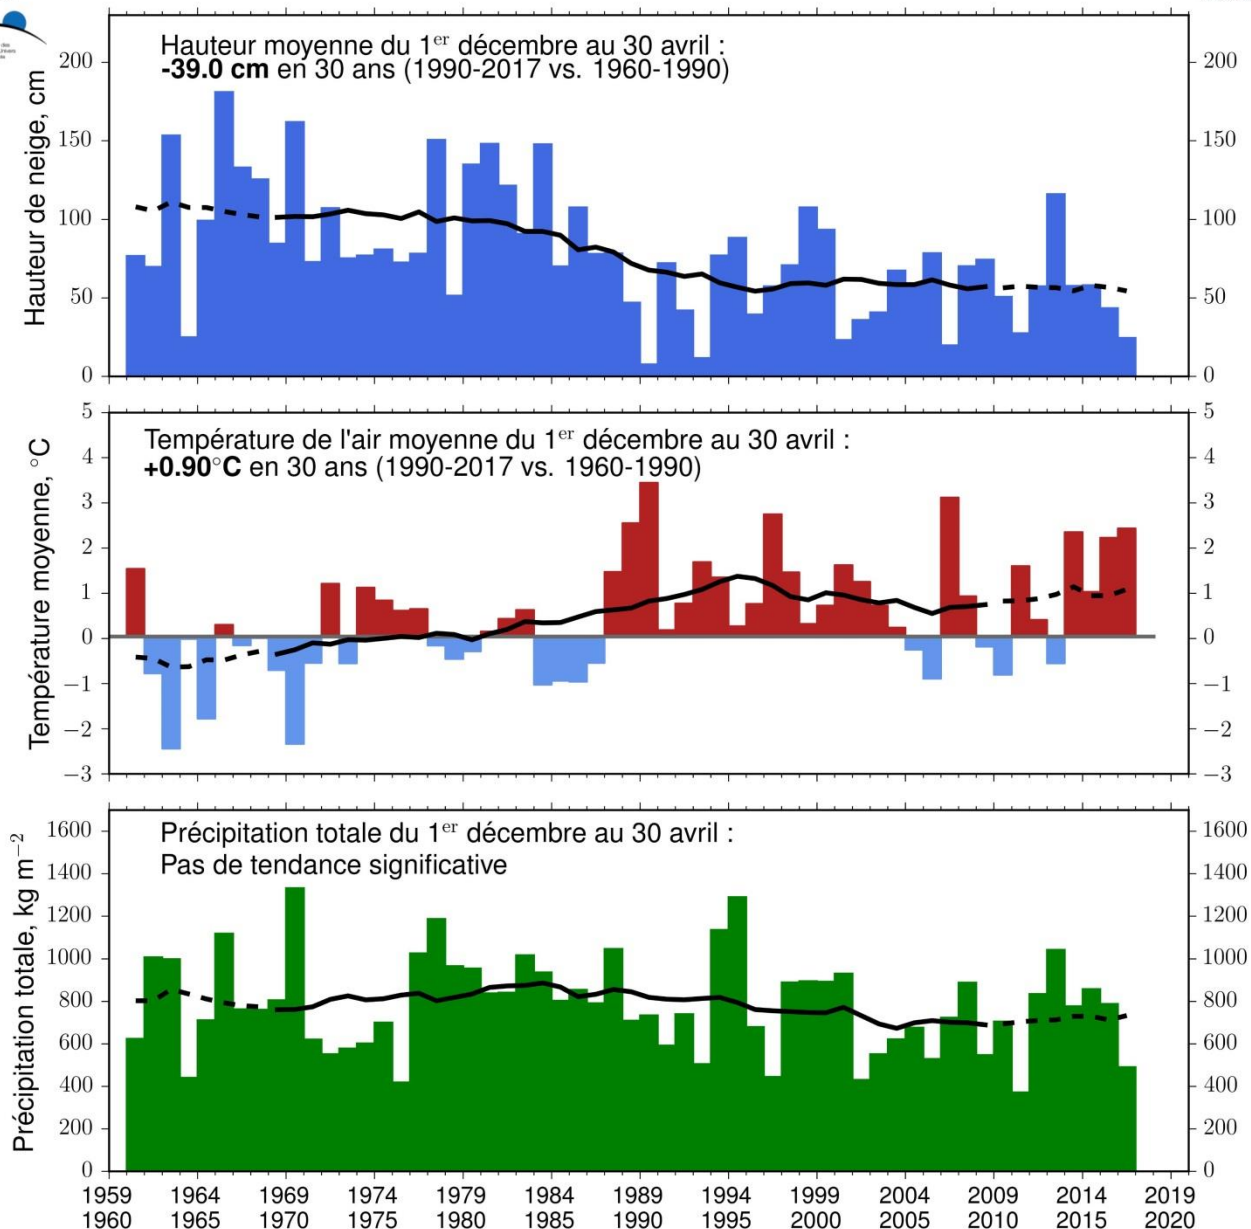 Hauteur moyenne du 1er décembre au 30 avril :
-39.0 cm en 30 ans (1990-2017 vs. 1960-1990)
Hauteur de neige, cm
200 200
150 150
100 100
50 50
0 0
Température de l'air moyenne du 1er décembre au 30 avril :
+0.90°C en 30 ans (1990-2017 vs. 1960-1990)
Température moyenne, °C
5 5
4 4
3 3
2 2
1 1
0 0
−1 −1
−2 −2
−3 −3
Précipitation totale du 1er décembre au 30 avril :
Pas de tendance significative
Précipitation totale, kg m−2
1600 1600
1400 1400
1200 1200
1000 1000
800 800
600 600
400 400
200 200
0 0
1959 1964 1969 1974 1979 1984 1989 1994 1999 2004 2009 2014 2019
1960 1965 1970 1975 1980 1985 1990 1995 2000 2005 2010 2015 2020